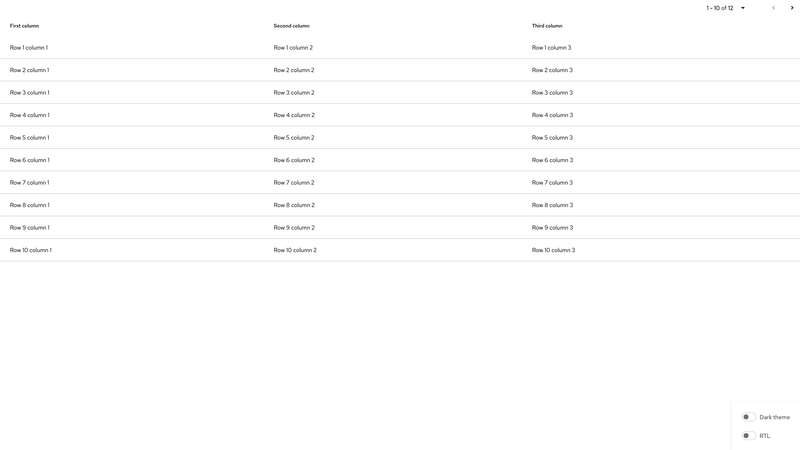 1 - 10 of 12
First column Second column Third column
Row 1 column 1 Row 1 column 2 Row 1 column 3
Row 2 column 1 Row 2 column 2 Row 2 column 3
Row 3 column 1 Row 3 column 2 Row 3 column 3
Row 4 column 1 Row 4 column 2 Row 4 column 3
Row 5 column 1 Row 5 column 2 Row 5 column 3
Row 6 column 1 Row 6 column 2 Row 6 column 3
Row 7 column 1 Row 7 column 2 Row 7 column 3
Row 8 column 1 Row 8 column 2 Row 8 column 3
Row 9 column 1 Row 9 column 2 Row 9 column 3
Row 10 column 1 Row 10 column 2 Row 10 column 3
Dark theme
RTL